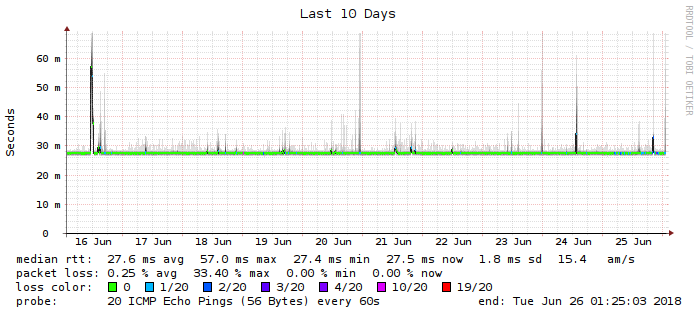 Last 10 Days
RRDTOOL / TOBI OETIKER
Seconds
60 m
50 m
40 m
30 m
20 m
10 m
0
16 Jun 17 Jun 18 Jun 19 Jun 20 Jun 21 Jun 22 Jun 23 Jun 24 Jun 25 Jun
median rtt: 27.6 ms avg 57.0 ms max 27.4 ms min 27.5 ms now 1.8 ms sd 15.4 am/s
packet loss: 0.25 % avg 33.40 % max 0.00 % min 0.00 % now
loss color: 0 1/20 2/20 3/20 4/20 10/20 19/20
probe: 20 ICMP Echo Pings (56 Bytes) every 60s end: Tue Jun 26 01:25:03 2018